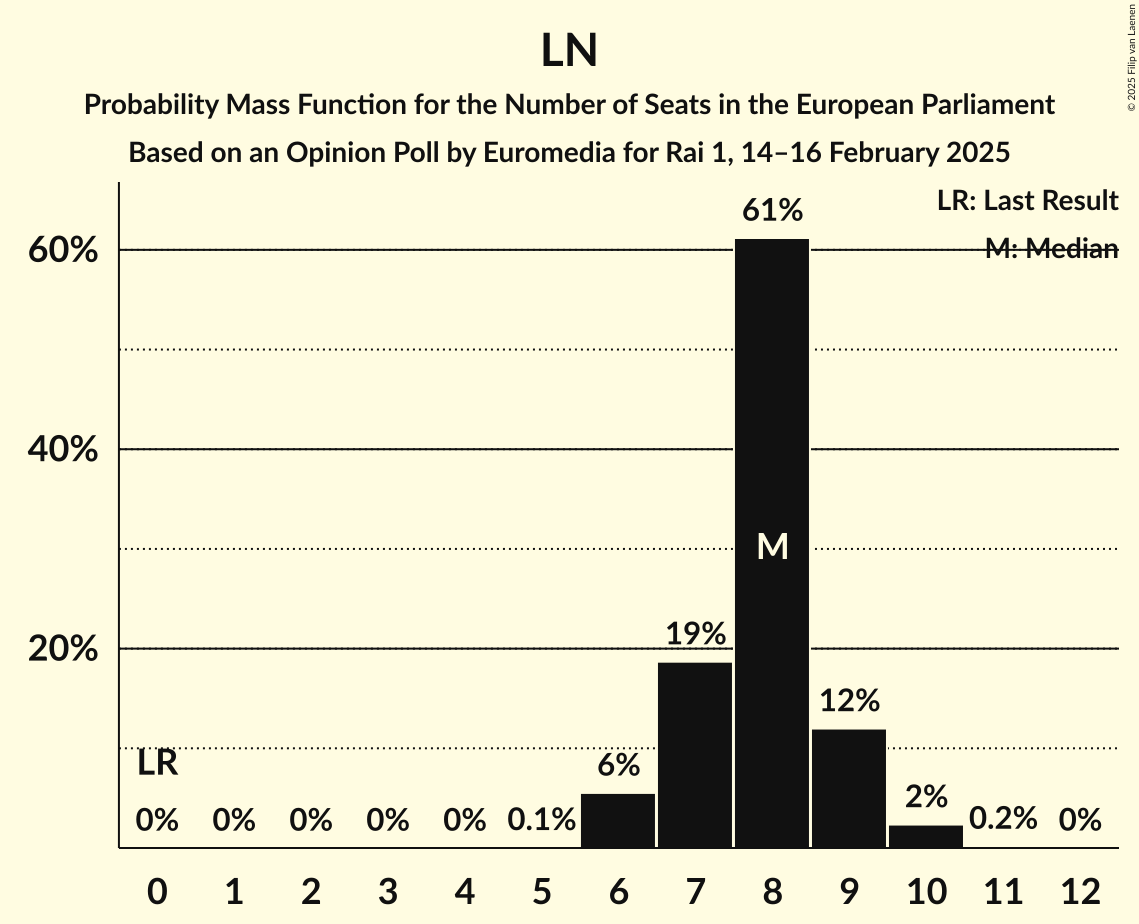 © 2025 Filip van Laenen
LN
Probability Mass Function for the Number of Seats in the European Parliament
Based on an Opinion Poll by Euromedia for Rai 1, 14–16 February 2025
LR: Last Result
M: Median
61%
60%
40%
M
19%
20%
12%
LR
6%
2%
0% 0% 0% 0% 0% 0.1% 0.2% 0%
0 1 2 3 4 5 6 7 8 9 10 11 12